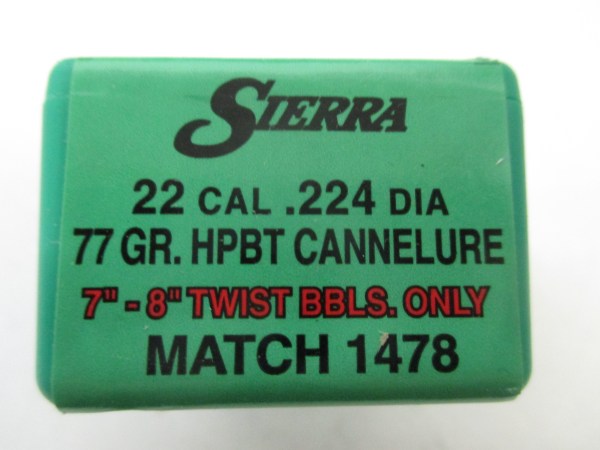 SIERRA
22 CAL .224 DIA
77 GR. HPBT CANNELURE
7" - 8" TWIST BBLS. ONLY
MATCH 1478